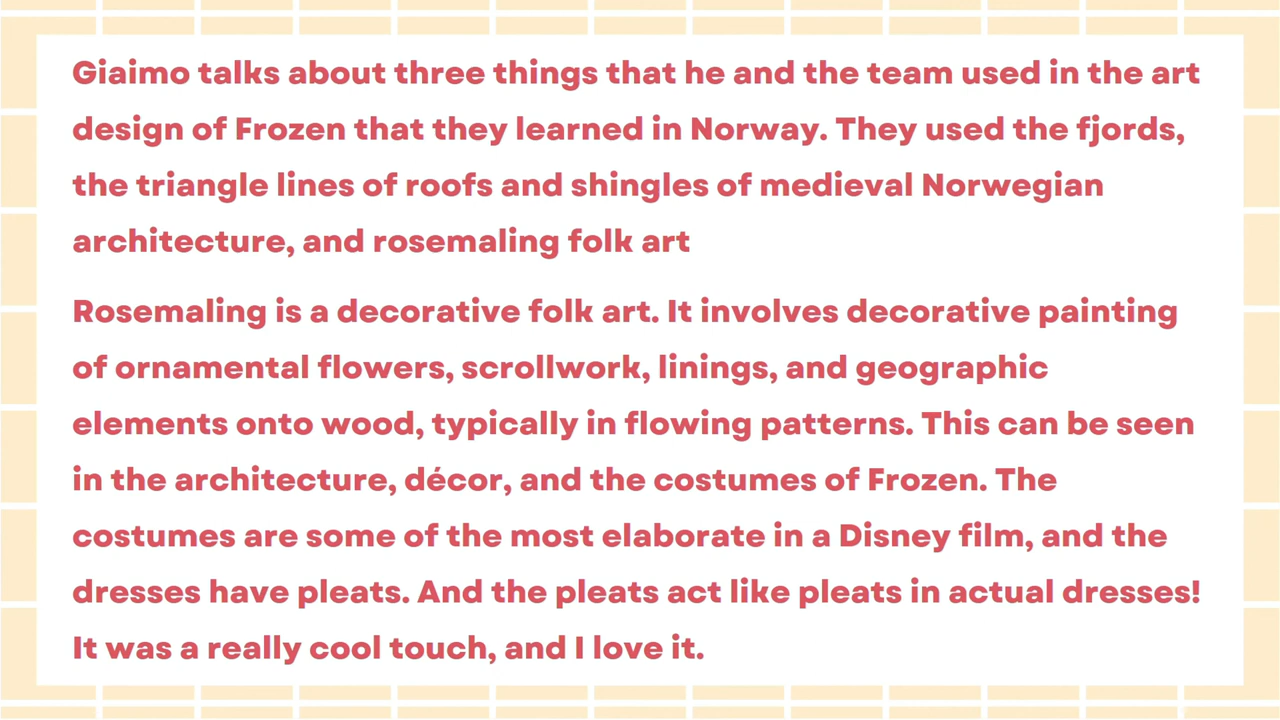 Giaimo talks about three things that he and the team used in the art
design of Frozen that they learned in Norway. They used the fjords,
the triangle lines of roofs and shingles of medieval Norwegian
architecture, and rosemaling folk art
Rosemaling is a decorative folk art. It involves decorative painting
of ornamental flowers, scrollwork, linings, and geographic
elements onto wood, typically in flowing patterns. This can be seen
in the architecture, décor, and the costumes of Frozen. The
costumes are some of the most elaborate in a Disney film, and the
dresses have pleats. And the pleats act like pleats in actual dresses!
It was a really cool touch, and I love it.